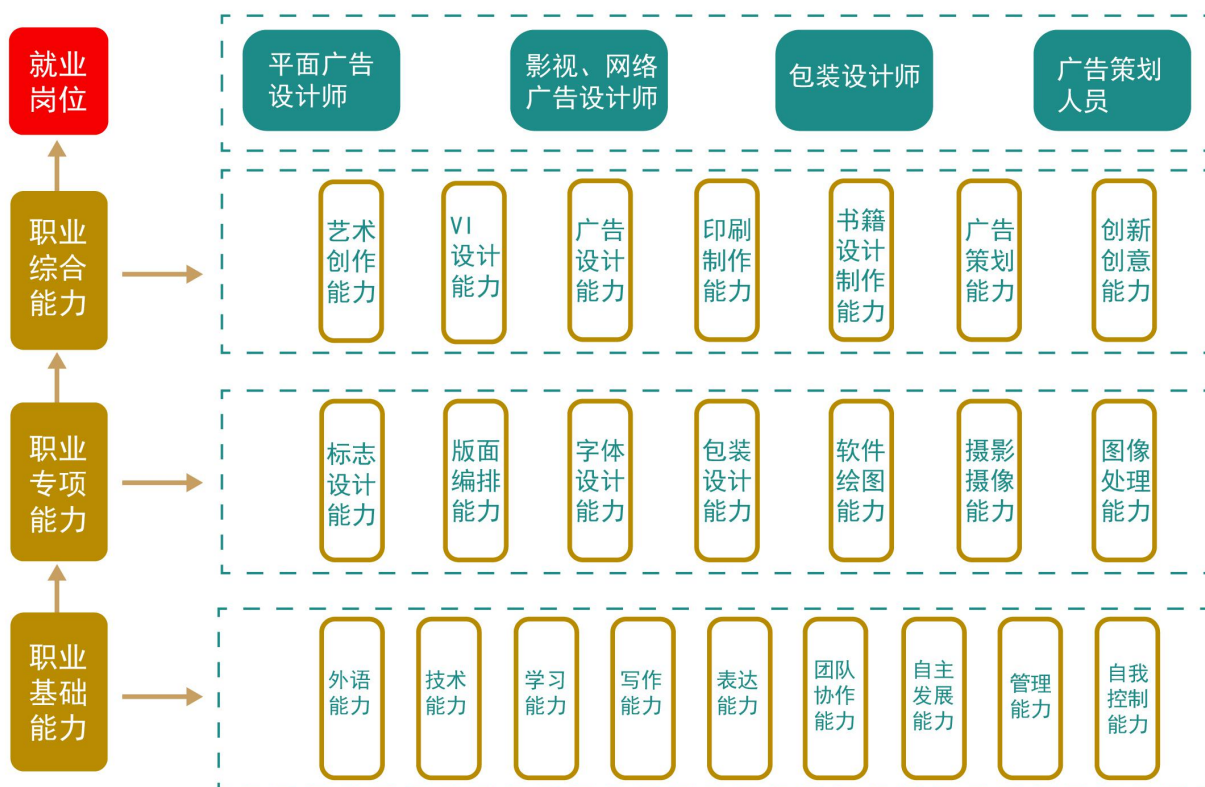 就业
岗位
平面广告
设计师
影视、网络
广告设计师
包装设计师
广告策划
人员
职业
综合
能力
艺术
创作
能力
VI
设计
能力
广告
设计
能力
印刷
制作
能力
书籍
设计
制作
能力
广告
策划
能力
创新
创意
能力
职业
专项
能力
标志
设计
能力
版面
编排
能力
字体
设计
能力
包装
设计
能力
软件
绘图
能力
摄影
摄像
能力
图像
处理
能力
职业
基础
能力
外语
能力
技术
能力
学习
能力
写作
能力
表达
能力
团队
协作
能力
自主
发展
能力
管理
能力
自我
控制
能力